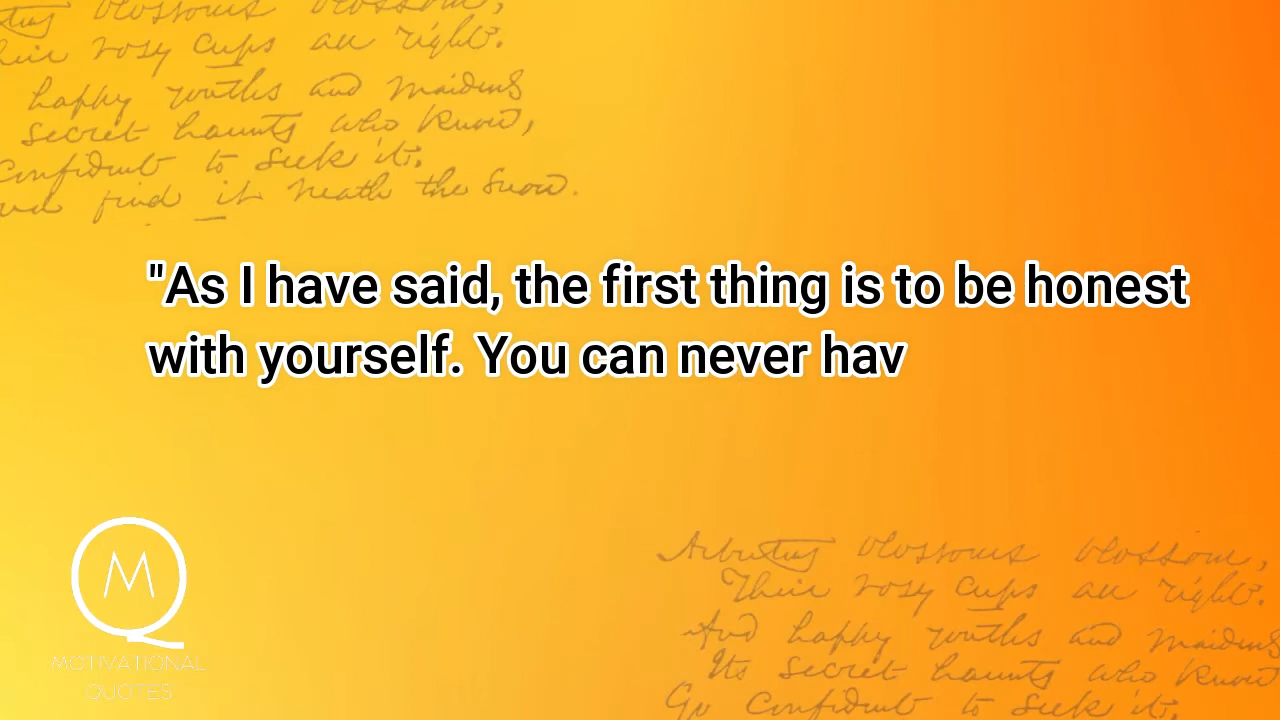 blossoms blossom,
rosy cups all right.
happy youths and maidens
secret haunts who know,
Confident to seek it,
find it neath the snow.
"As I have said, the first thing is to be honest
with yourself. You can never hav
M
MOTIVATIONAL
QUOTES
Arbutus blossoms blossom,
Their rosy cups all right.
And happy youths and maidens
Its secret haunts who know
Go Confident to seek it,